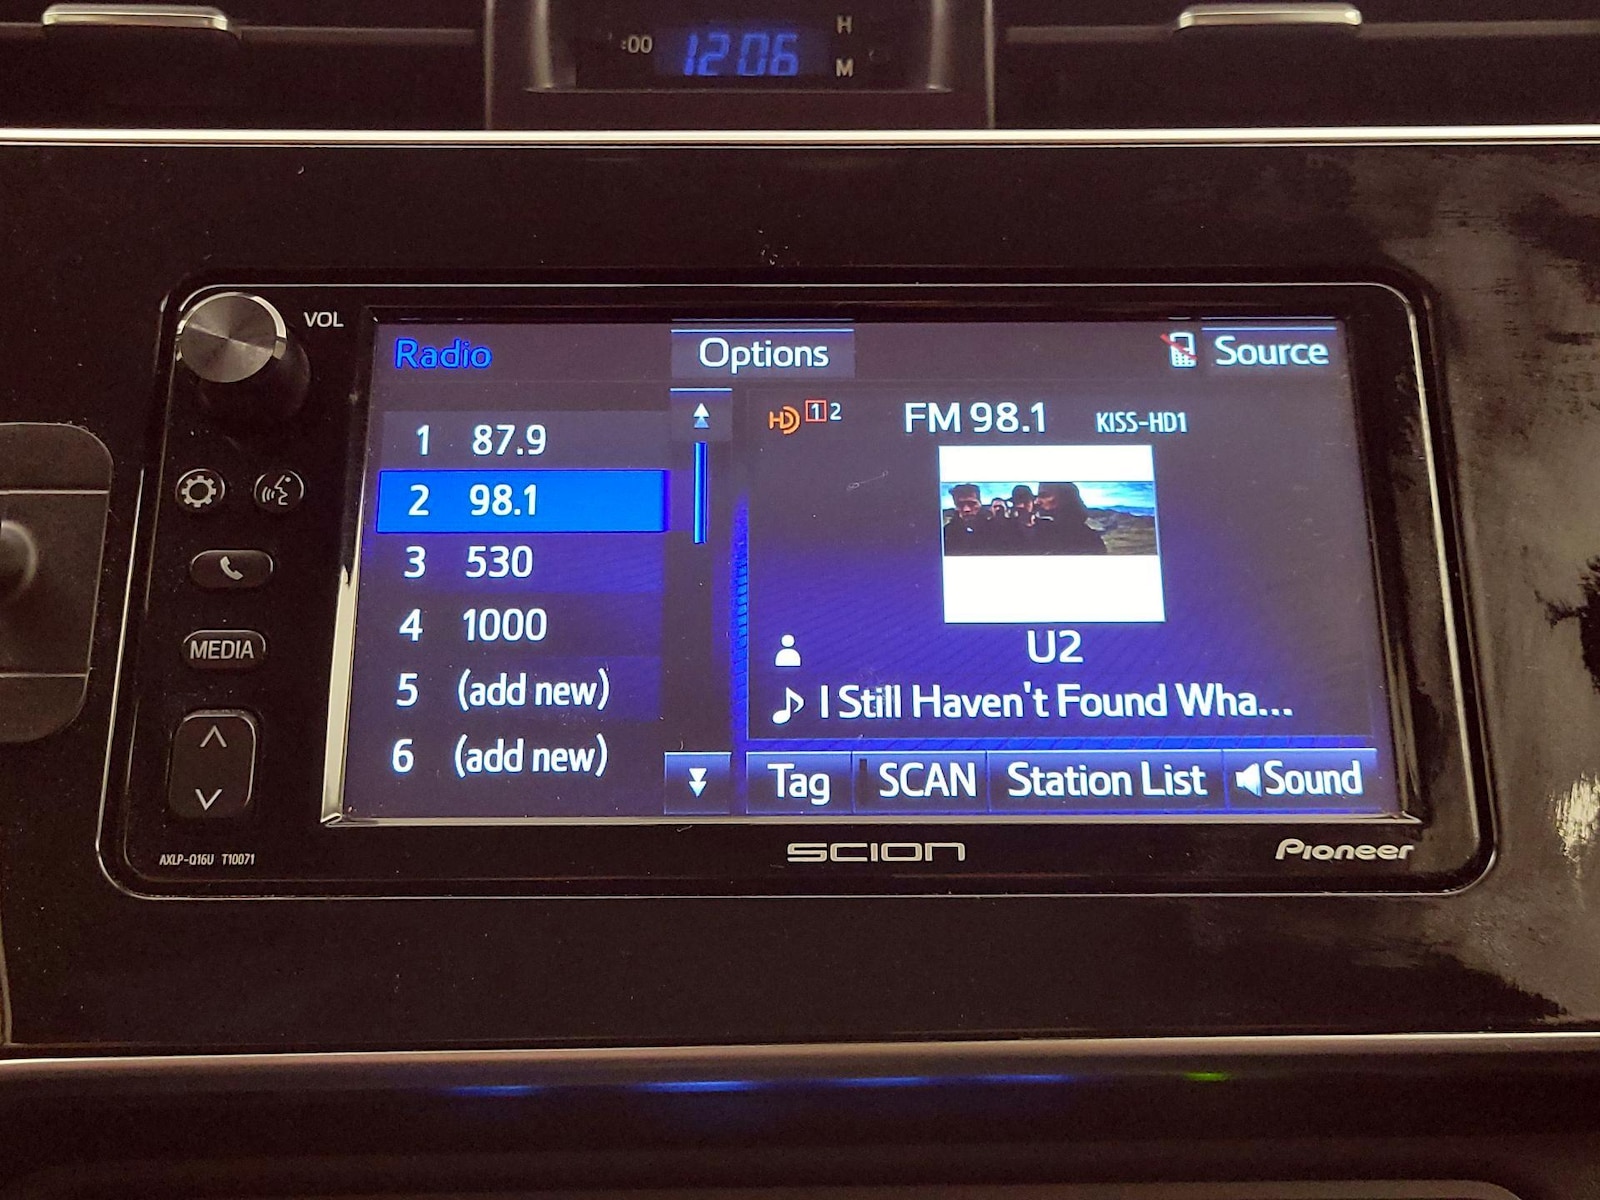 :00 12:06 H
M
VOL
Radio Options Source
1 87.9
2 98.1
3 530
4 1000
5 (add new)
6 (add new)
HD 1 2 FM 98.1 KISS-HD1
U2
I Still Haven't Found Wha...
Tag SCAN Station List Sound
MEDIA
AXLP-Q16U T10071
SCION
Pioneer